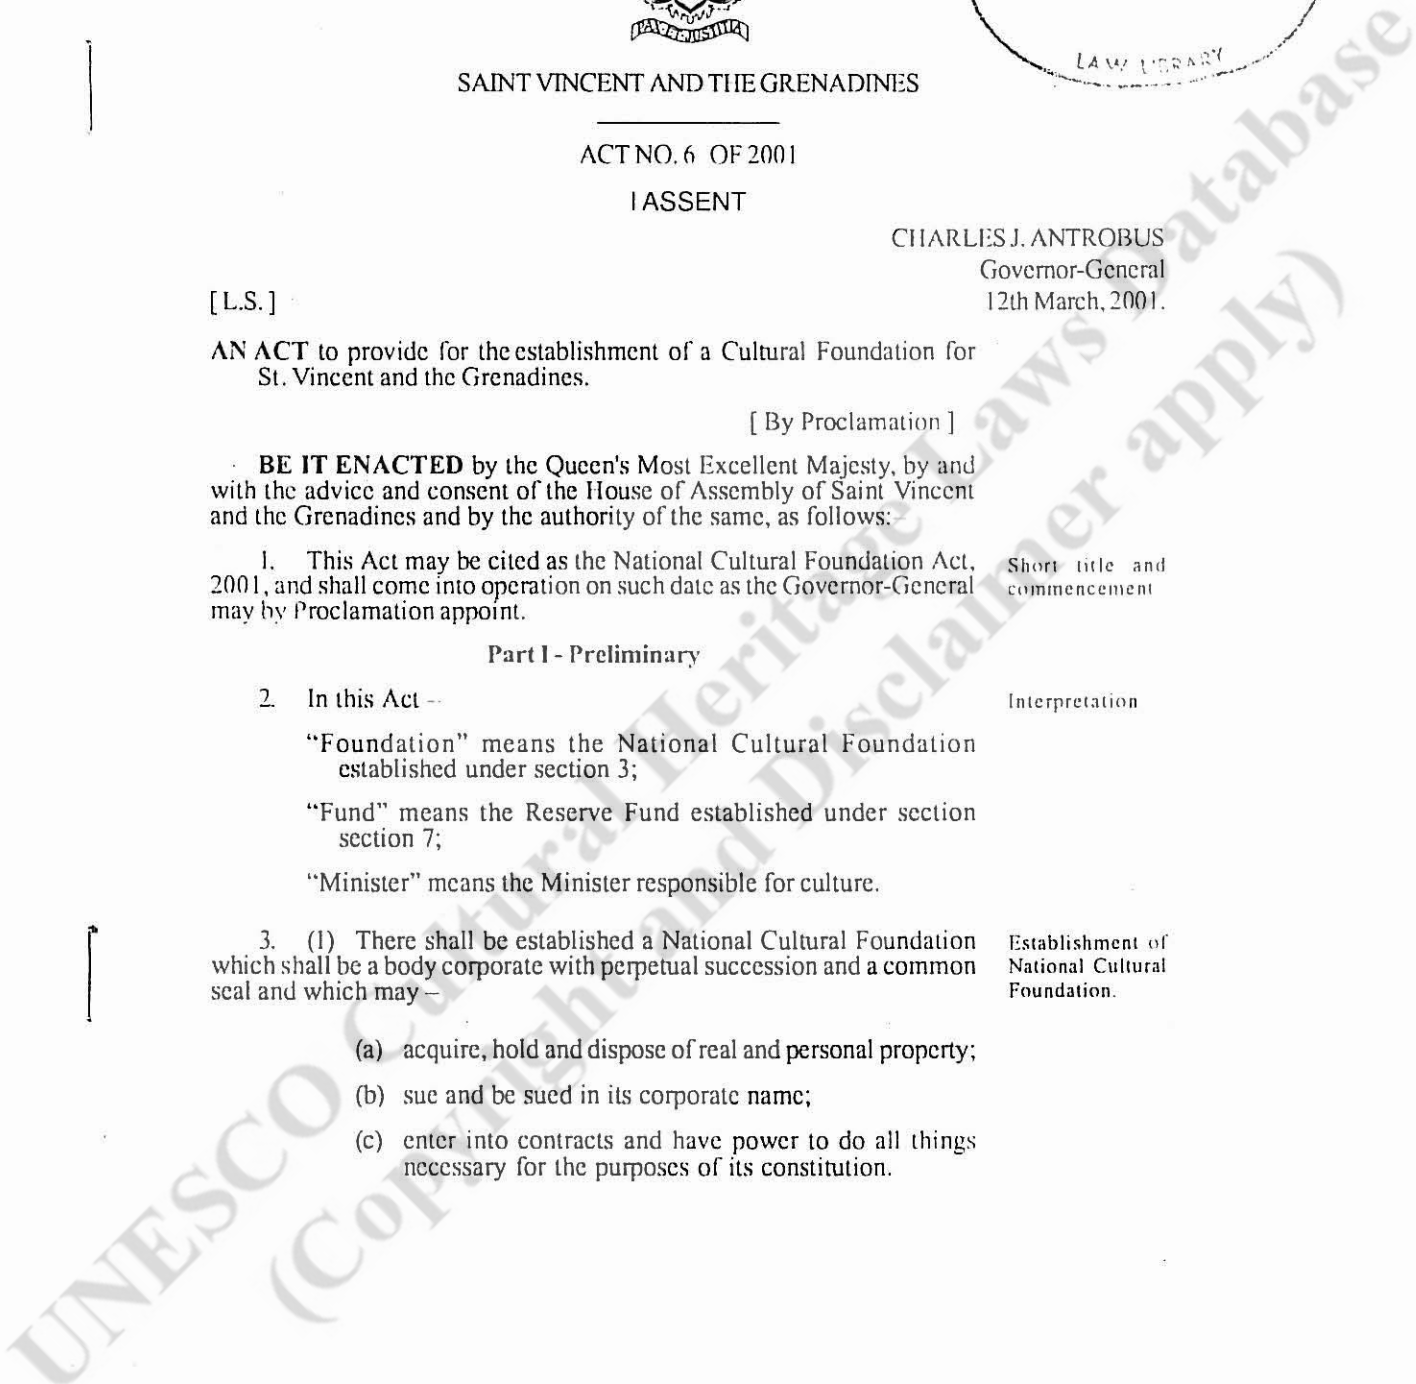 PAX ET JUSTITIA
LAW LIBRARY
SAINT VINCENT AND THE GRENADINES
ACT NO. 6 OF 2001
I ASSENT
CHARLES J. ANTROBUS
Governor-General
[ L.S. ]
12th March, 2001.
AN ACT to provide for the establishment of a Cultural Foundation for
St. Vincent and the Grenadines.
[ By Proclamation ]
BE IT ENACTED by the Queen's Most Excellent Majesty, by and
with the advice and consent of the House of Assembly of Saint Vincent
and the Grenadines and by the authority of the same, as follows:–
1. This Act may be cited as the National Cultural Foundation Act,
2001, and shall come into operation on such date as the Governor-General
may by Proclamation appoint.
Short title and
commencement
Part I - Preliminary
2. In this Act –
Interpretation
“Foundation” means the National Cultural Foundation
established under section 3;
“Fund” means the Reserve Fund established under section
section 7;
“Minister” means the Minister responsible for culture.
3. (1) There shall be established a National Cultural Foundation
which shall be a body corporate with perpetual succession and a common
seal and which may –
Establishment of
National Cultural
Foundation.
(a) acquire, hold and dispose of real and personal property;
(b) sue and be sued in its corporate name;
(c) enter into contracts and have power to do all things
necessary for the purposes of its constitution.
UNESCO Cultural Heritage Laws Database
(Copyright and Disclaimer apply)